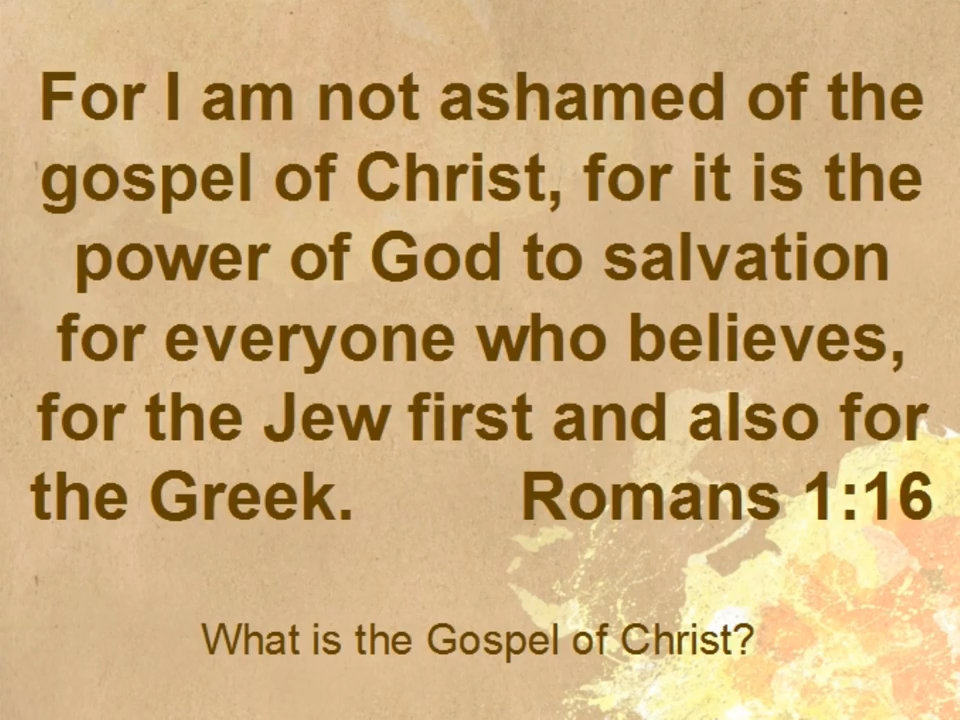 For I am not ashamed of the
gospel of Christ, for it is the
power of God to salvation
for everyone who believes,
for the Jew first and also for
the Greek. Romans 1:16
What is the Gospel of Christ?